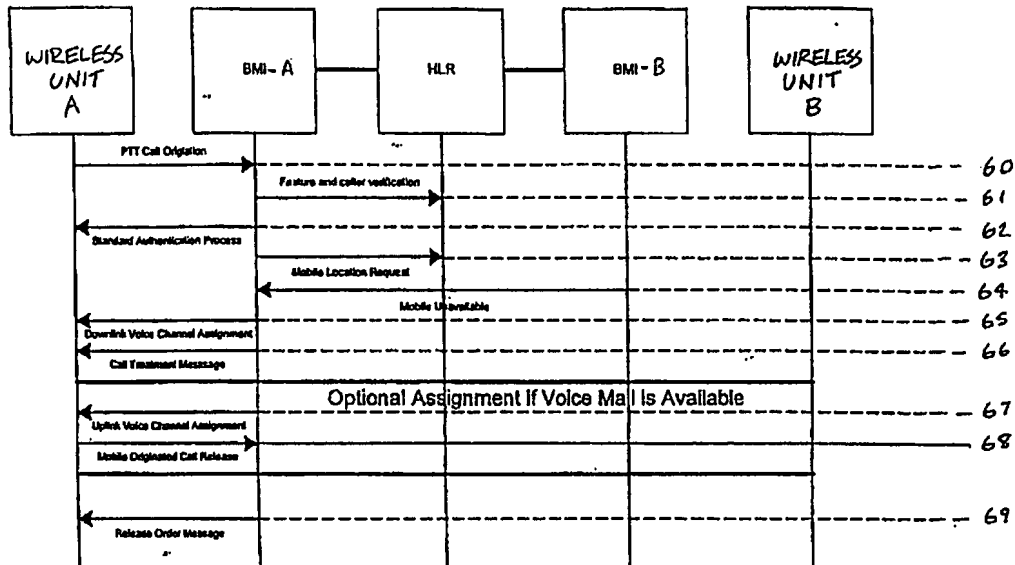 WIRELESS
UNIT
A
BMI-A
HLR
BMI-B
WIRELESS
UNIT
B
PTT Call Origiation
60
Feature and caller verification
61
62
Standard Authentication Process
63
Mobile Location Request
64
Mobile Unavailable
65
Downlink Voice Channel Assignment
66
Call Treatment Message
Optional Assignment If Voice Mail Is Available
67
Uplink Voice Channel Assignment
68
Mobile Originated Call Release
69
Release Order Message